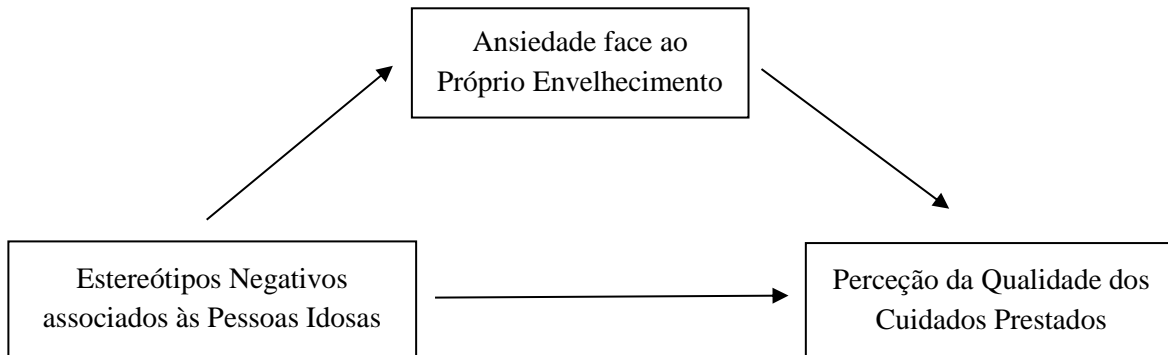 Ansiedade face ao
Próprio Envelhecimento
Estereótipos Negativos
associados às Pessoas Idosas
Perceção da Qualidade dos
Cuidados Prestados